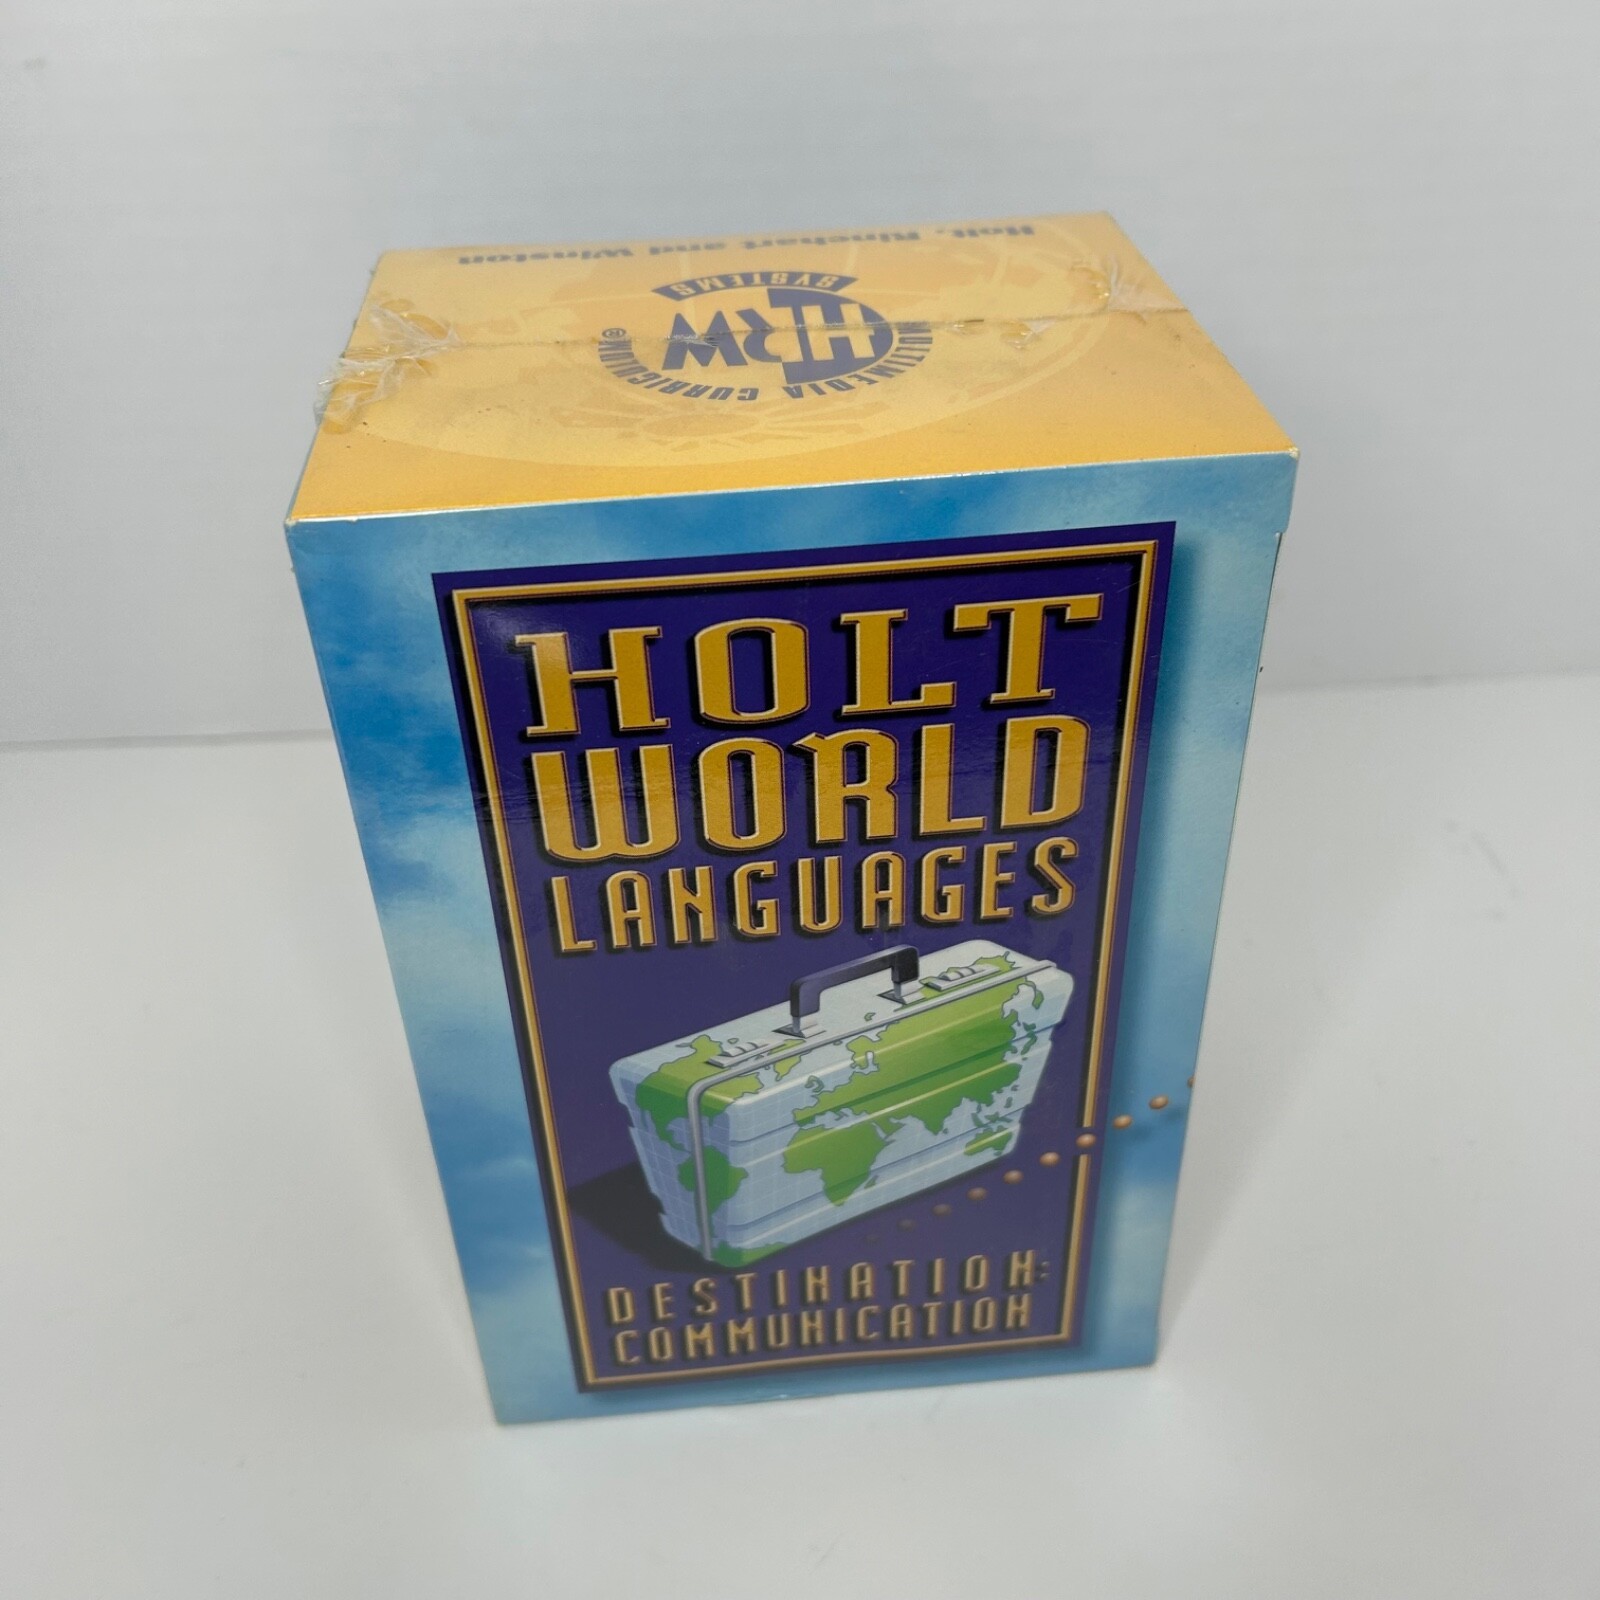 Holt, Rinehart and Winston
SYSTEMS
HRW
MULTIMEDIA CURRICULUM®
HOLT
WORLD
LANGUAGES
DESTINATION:
COMMUNICATION